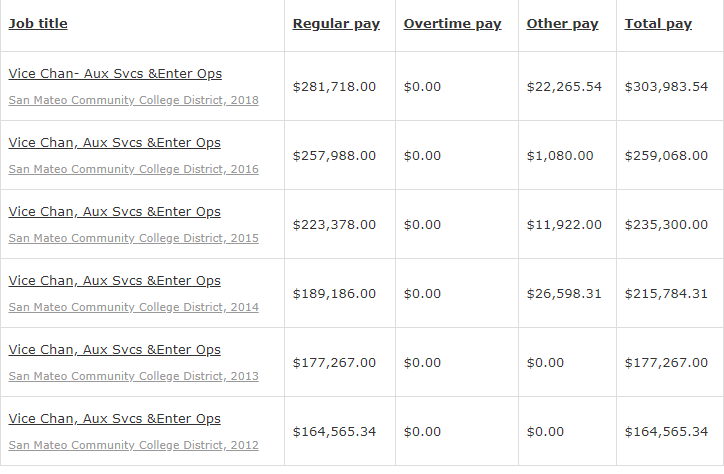 Job title Regular pay Overtime pay Other pay Total pay
Vice Chan- Aux Svcs &Enter Ops
San Mateo Community College District, 2018
$281,718.00 $0.00 $22,265.54 $303,983.54
Vice Chan, Aux Svcs &Enter Ops
San Mateo Community College District, 2016
$257,988.00 $0.00 $1,080.00 $259,068.00
Vice Chan, Aux Svcs &Enter Ops
San Mateo Community College District, 2015
$223,378.00 $0.00 $11,922.00 $235,300.00
Vice Chan, Aux Svcs &Enter Ops
San Mateo Community College District, 2014
$189,186.00 $0.00 $26,598.31 $215,784.31
Vice Chan, Aux Svcs &Enter Ops
San Mateo Community College District, 2013
$177,267.00 $0.00 $0.00 $177,267.00
Vice Chan, Aux Svcs &Enter Ops
San Mateo Community College District, 2012
$164,565.34 $0.00 $0.00 $164,565.34